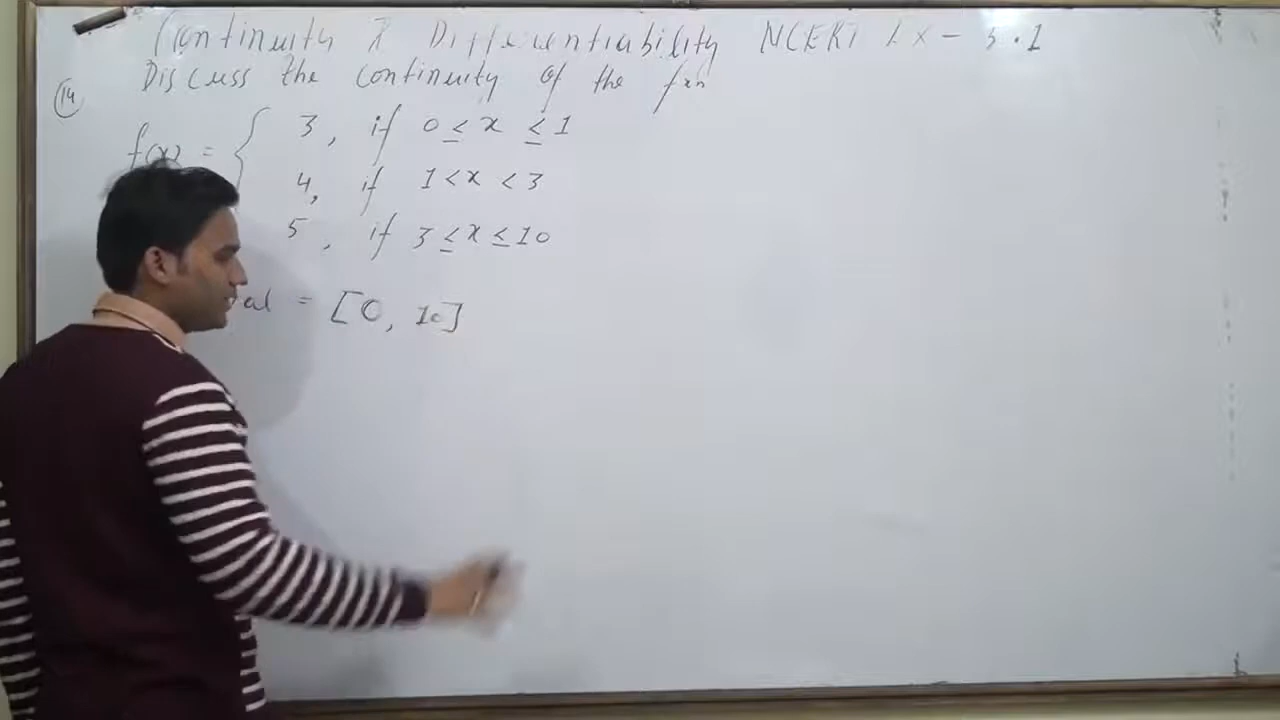 Continuity & Differentiability NCERT Ex - 5.1
14 Discuss the continuity of the fxn
f(x) = { 3, if 0 ≤ x ≤ 1
4, if 1 < x < 3
5, if 3 ≤ x ≤ 10
al = [0, 10]